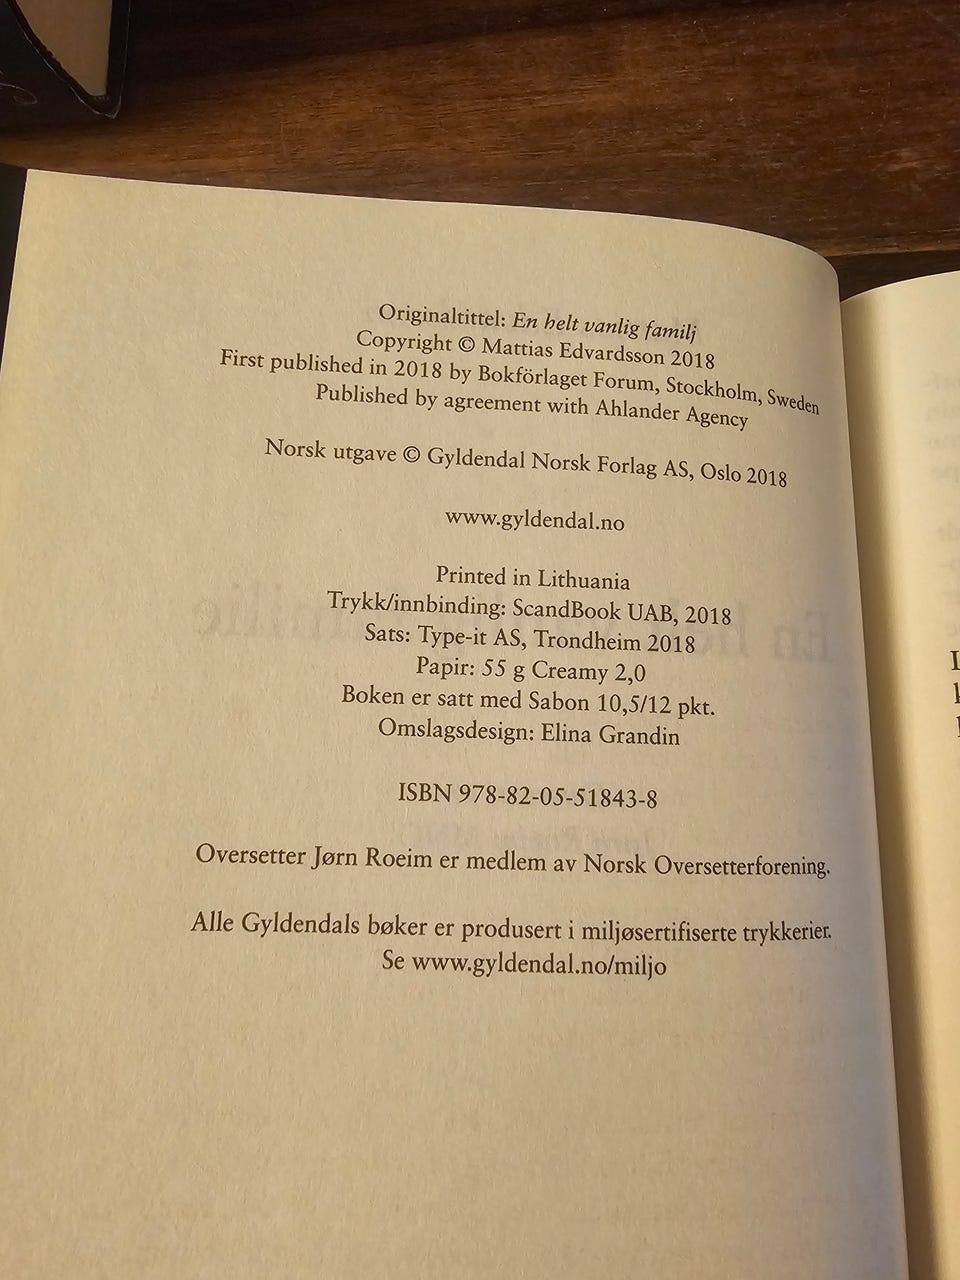 Originaltittel: En helt vanlig familj
Copyright © Mattias Edvardsson 2018
First published in 2018 by Bokförlaget Forum, Stockholm, Sweden
Published by agreement with Ahlander Agency
Norsk utgave © Gyldendal Norsk Forlag AS, Oslo 2018
www.gyldendal.no
Printed in Lithuania
Trykk/innbinding: ScandBook UAB, 2018
Sats: Type-it AS, Trondheim 2018
Papir: 55 g Creamy 2,0
Boken er satt med Sabon 10,5/12 pkt.
Omslagsdesign: Elina Grandin
ISBN 978-82-05-51843-8
Oversetter Jørn Roeim er medlem av Norsk Oversetterforening.
Alle Gyldendals bøker er produsert i miljøsertifiserte trykkerier.
Se www.gyldendal.no/miljo